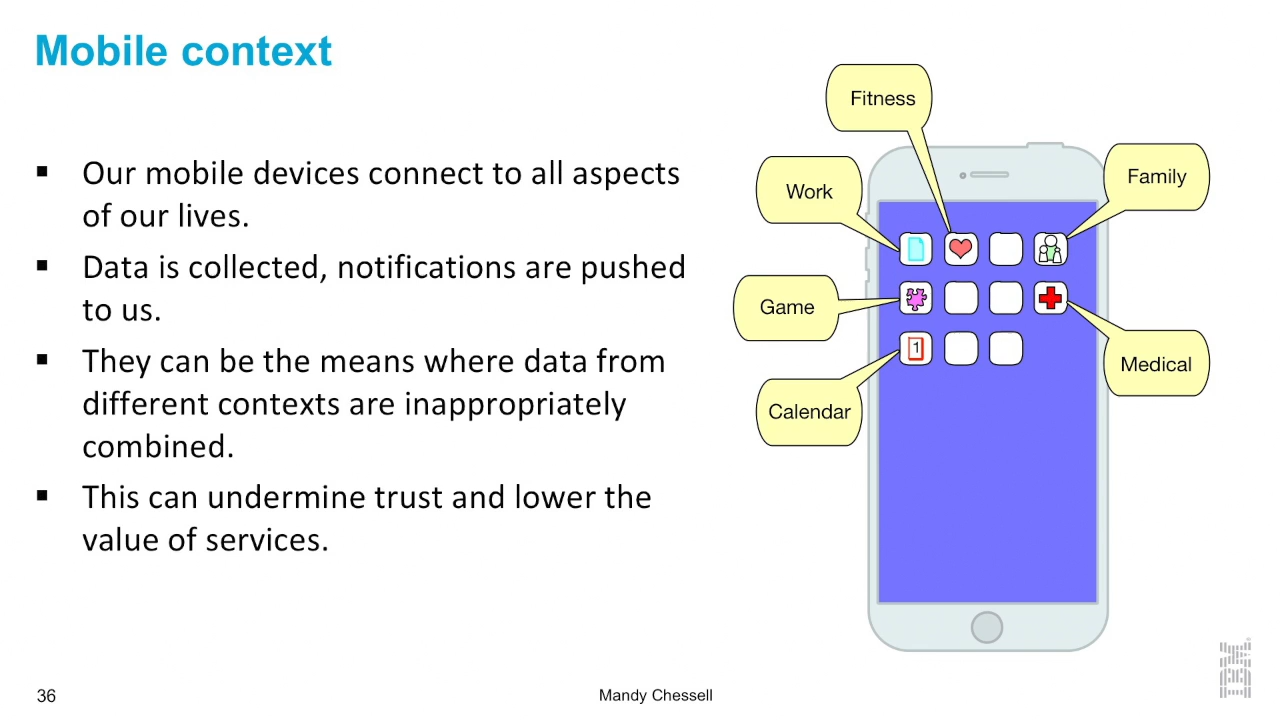 Mobile context
Our mobile devices connect to all aspects
of our lives.
Data is collected, notifications are pushed
to us.
They can be the means where data from
different contexts are inappropriately
combined.
This can undermine trust and lower the
value of services.
Fitness
Work
Family
Game
Medical
Calendar
1
36
Mandy Chessell
IBM